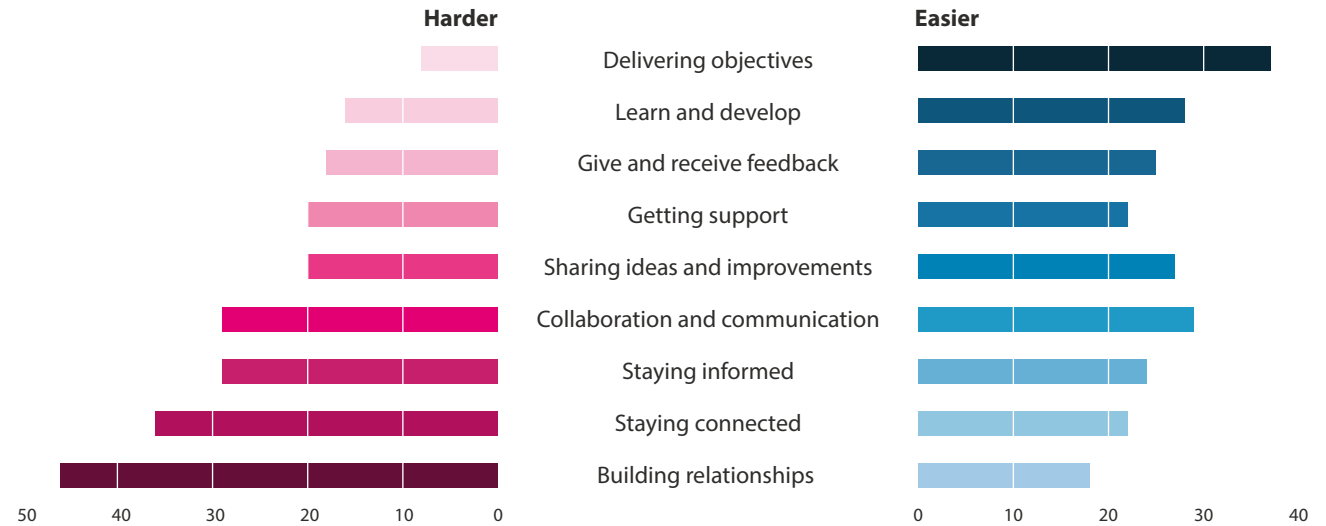 Harder Easier
Delivering objectives
Learn and develop
Give and receive feedback
Getting support
Sharing ideas and improvements
Collaboration and communication
Staying informed
Staying connected
Building relationships
50 40 30 20 10 0 0 10 20 30 40